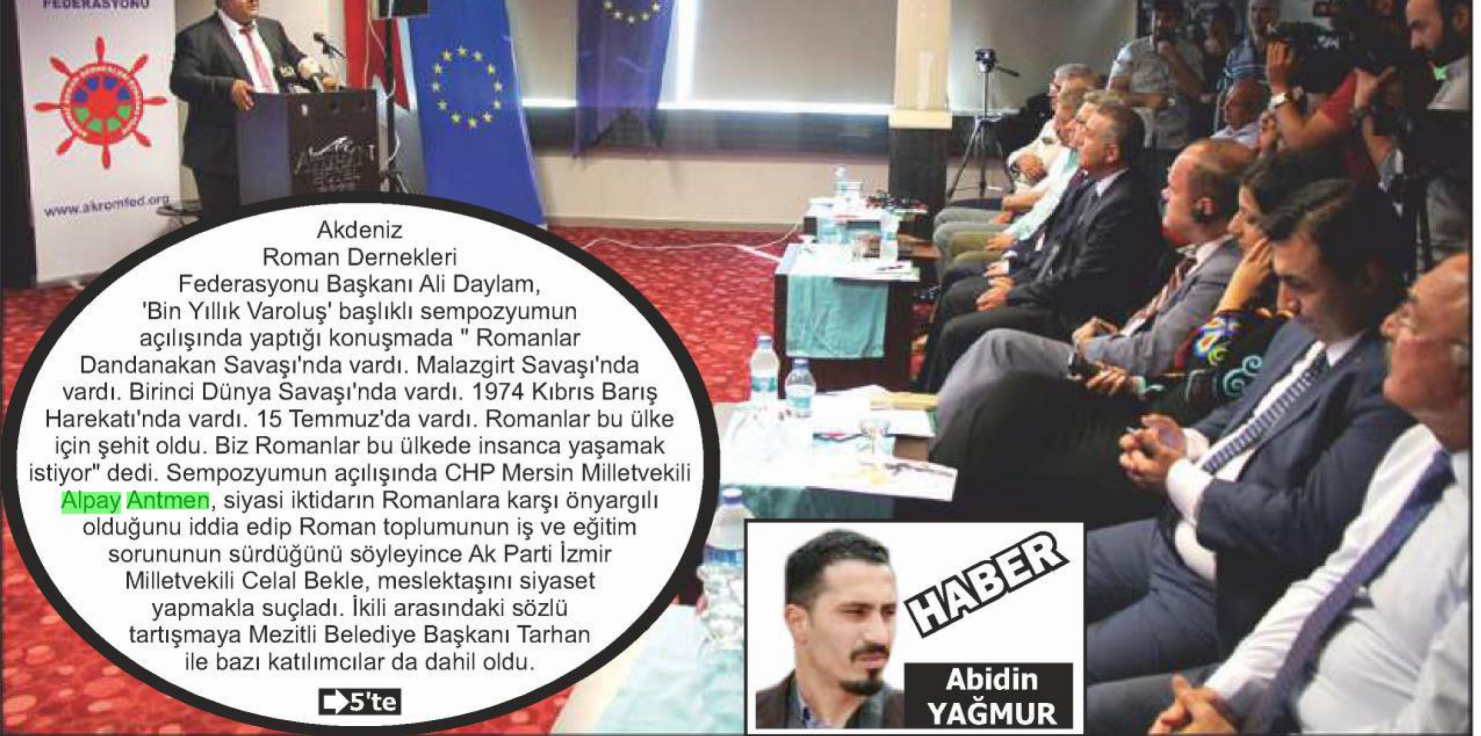 FEDERASYONU
www.akromfed.org
Akdeniz
Roman Dernekleri
Federasyonu Başkanı Ali Daylam,
'Bin Yıllık Varoluş' başlıklı sempozyumun
açılışında yaptığı konuşmada " Romanlar
Dandanakan Savaşı'nda vardı. Malazgirt Savaşı'nda
vardı. Birinci Dünya Savaşı'nda vardı. 1974 Kıbrıs Barış
Harekatı'nda vardı. 15 Temmuz'da vardı. Romanlar bu ülke
için şehit oldu. Biz Romanlar bu ülkede insanca yaşamak
istiyor" dedi. Sempozyumun açılışında CHP Mersin Milletvekili
Alpay Antmen, siyasi iktidarın Romanlara karşı önyargılı
olduğunu iddia edip Roman toplumunun iş ve eğitim
sorununun sürdüğünü söyleyince Ak Parti İzmir
Milletvekili Celal Bekle, meslektaşını siyaset
yapmakla suçladı. İkili arasındaki sözlü
tartışmaya Mezitli Belediye Başkanı Tarhan
ile bazı katılımcılar da dahil oldu.
5'te
HABER
Abidin
YAĞMUR